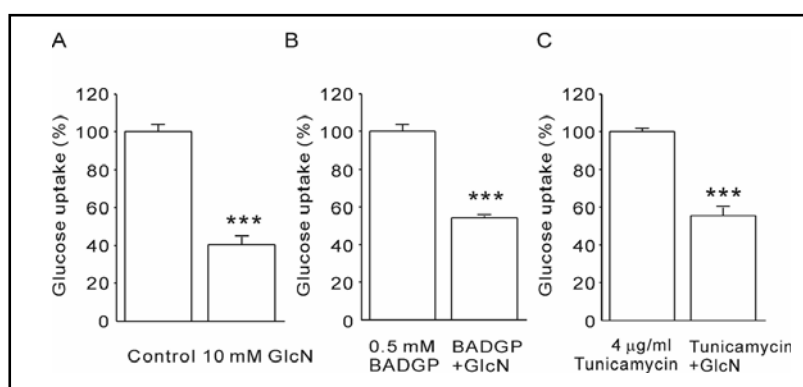 A
Glucose uptake (%)
120
100
80
60
40
20
0
***
Control 10 mM GlcN
B
Glucose uptake (%)
120
100
80
60
40
20
0
***
0.5 mM BADGP
BADGP +GlcN
C
Glucose uptake (%)
120
100
80
60
40
20
0
***
4 µg/ml Tunicamycin
Tunicamycin +GlcN